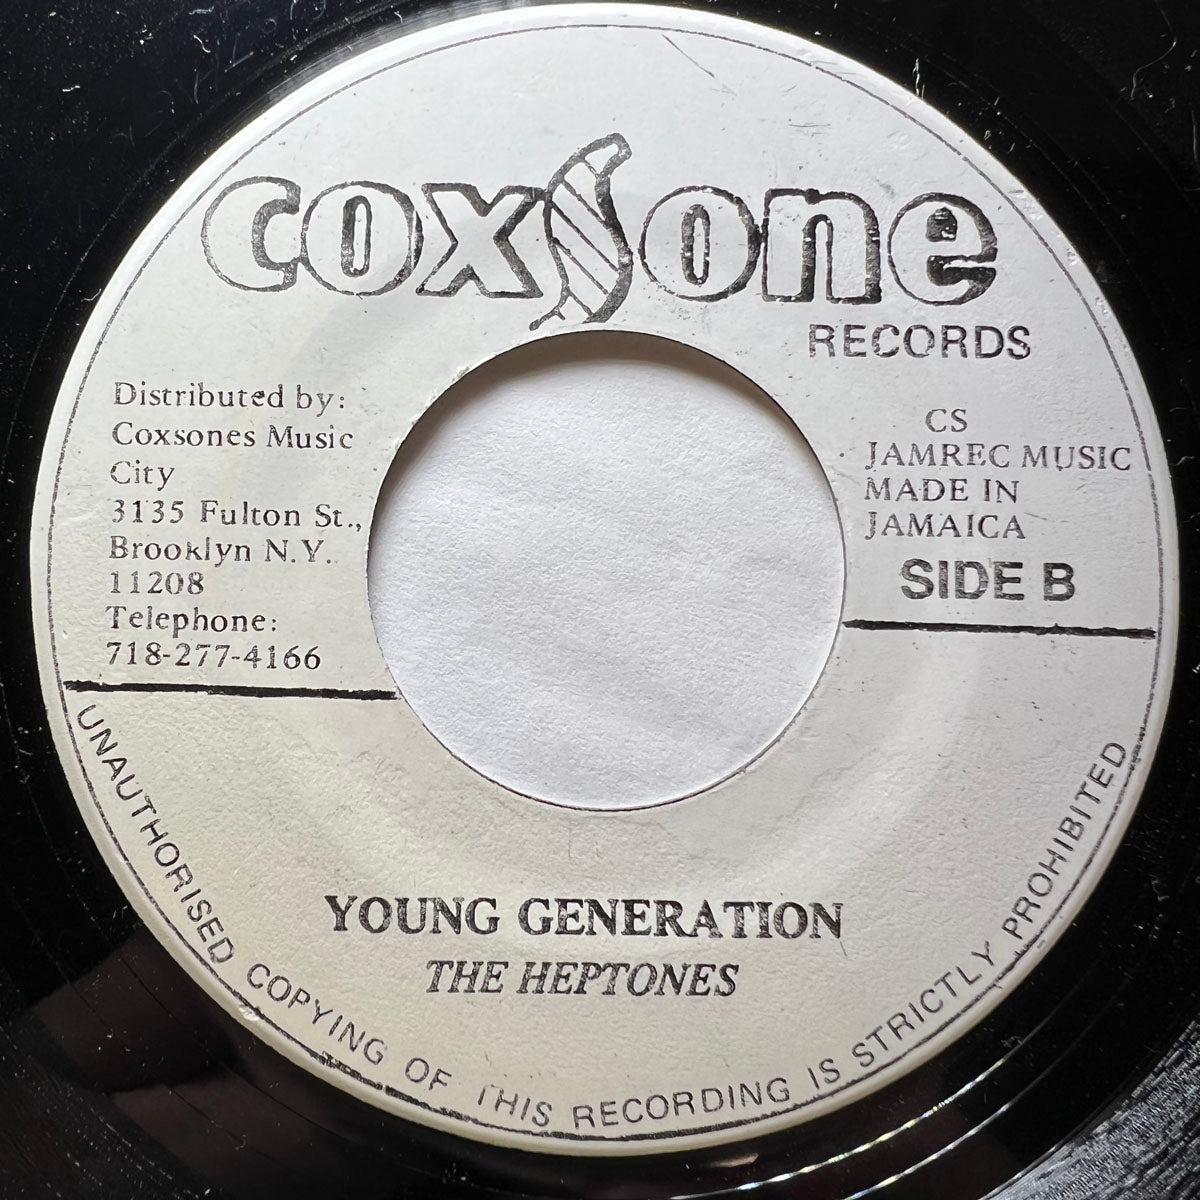 coxsone
RECORDS
Distributed by:
Coxsones Music
City
3135 Fulton St.,
Brooklyn N.Y.
11208
Telephone:
718-277-4166
CS
JAMREC MUSIC
MADE IN
JAMAICA
SIDE B
YOUNG GENERATION
THE HEPTONES
UNAUTHORISED COPYING OF THIS RECORDING IS STRICTLY PROHIBITED